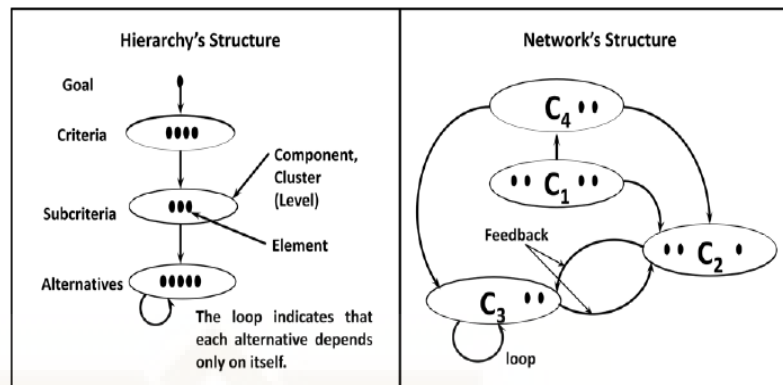 Hierarchy's Structure
Goal
Criteria
Component,
Cluster
(Level)
Subcriteria
Element
Alternatives
The loop indicates that
each alternative depends
only on itself.
Network's Structure
C4
C1
Feedback
C2
C3
loop